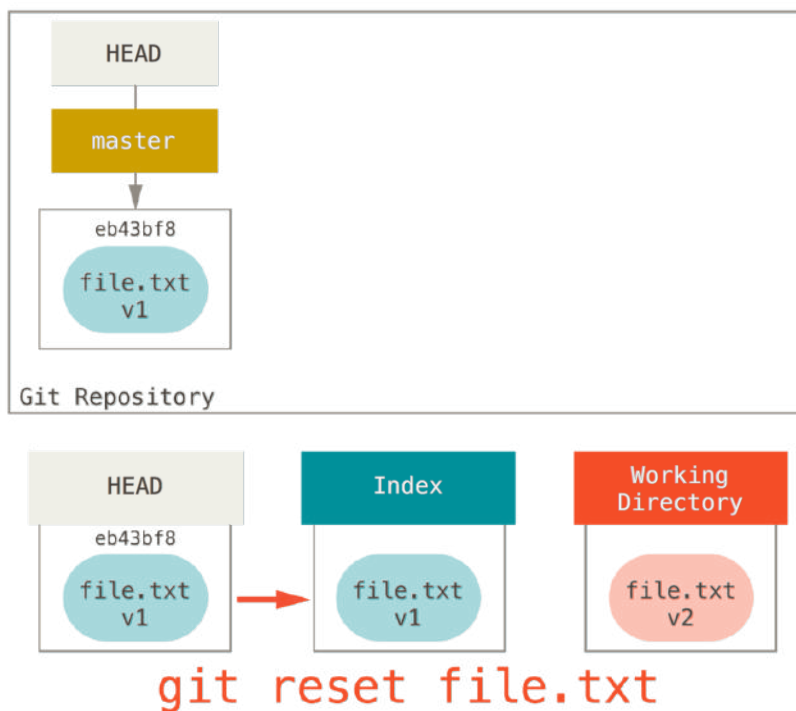 HEAD
master
eb43bf8
file.txt
v1
Git Repository
HEAD
eb43bf8
file.txt
v1
Index
file.txt
v1
Working
Directory
file.txt
v2
git reset file.txt